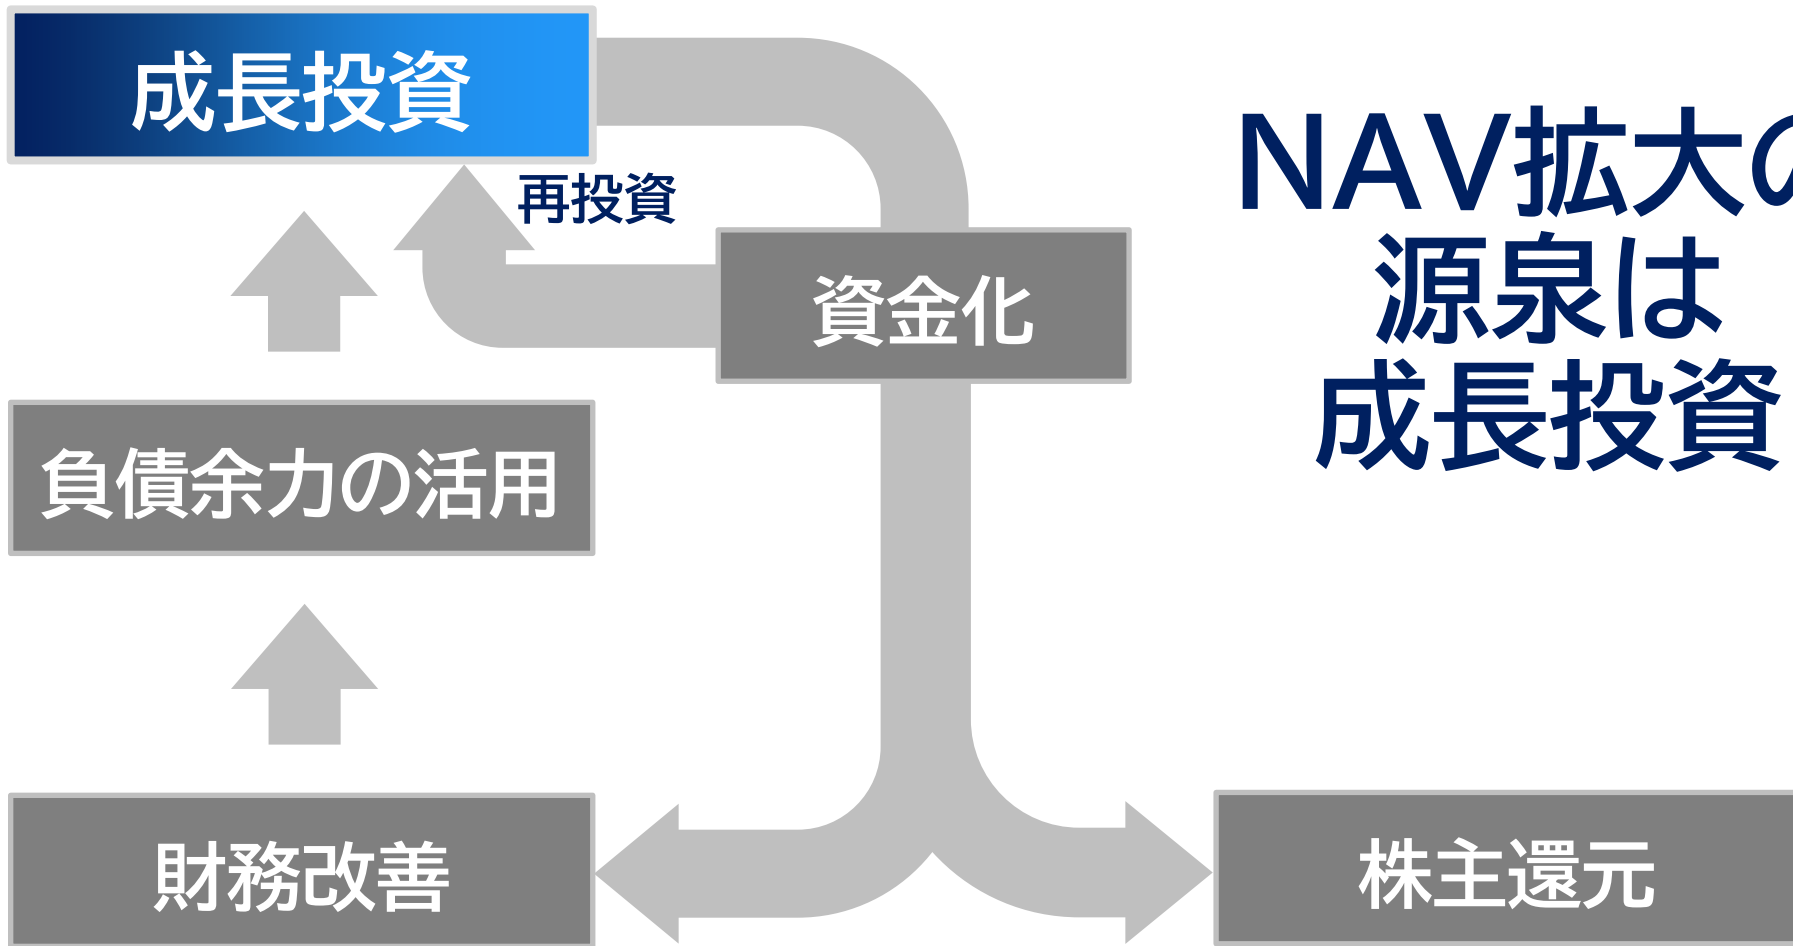 成長投資
再投資
資金化
負債余力の活用
財務改善
株主還元
NAV拡大の
源泉は
成長投資